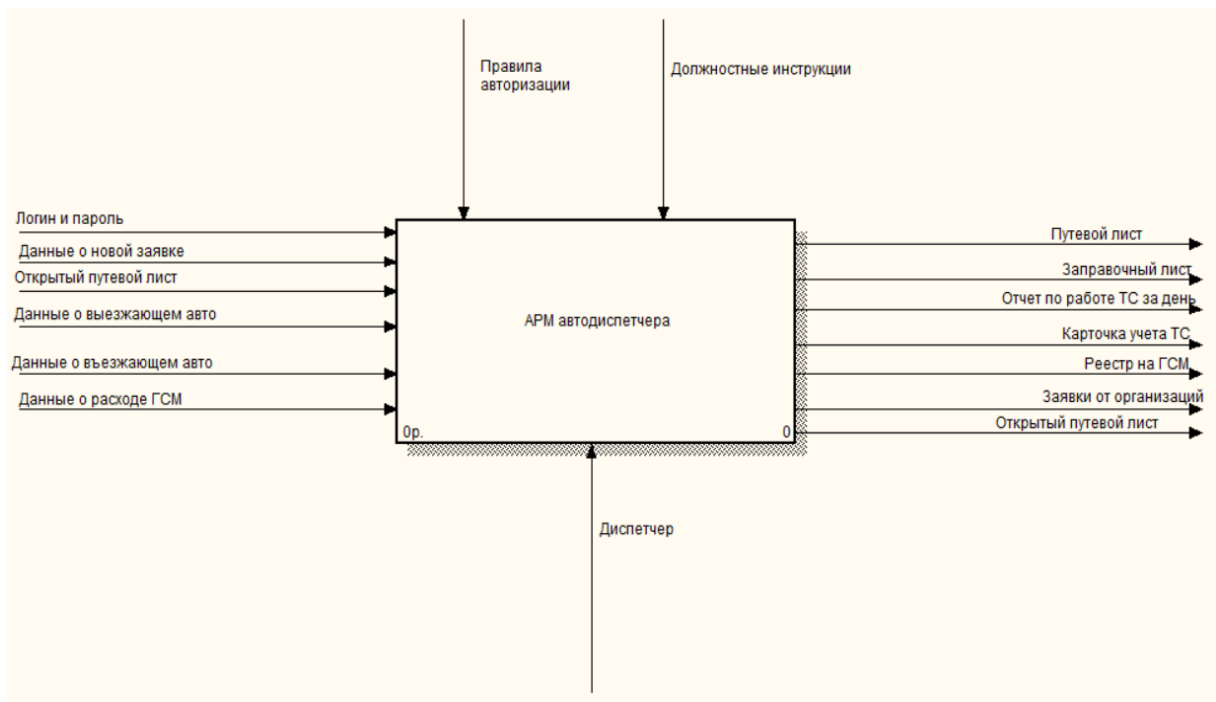 Правила
авторизации
Должностные инструкции
Логин и пароль
Данные о новой заявке
Открытый путевой лист
Данные о выезжающем авто
Данные о въезжающем авто
Данные о расходе ГСМ
АРМ автодиспетчера
0р.
0
Путевой лист
Заправочный лист
Отчет по работе ТС за день
Карточка учета ТС
Реестр на ГСМ
Заявки от организаций
Открытый путевой лист
Диспетчер